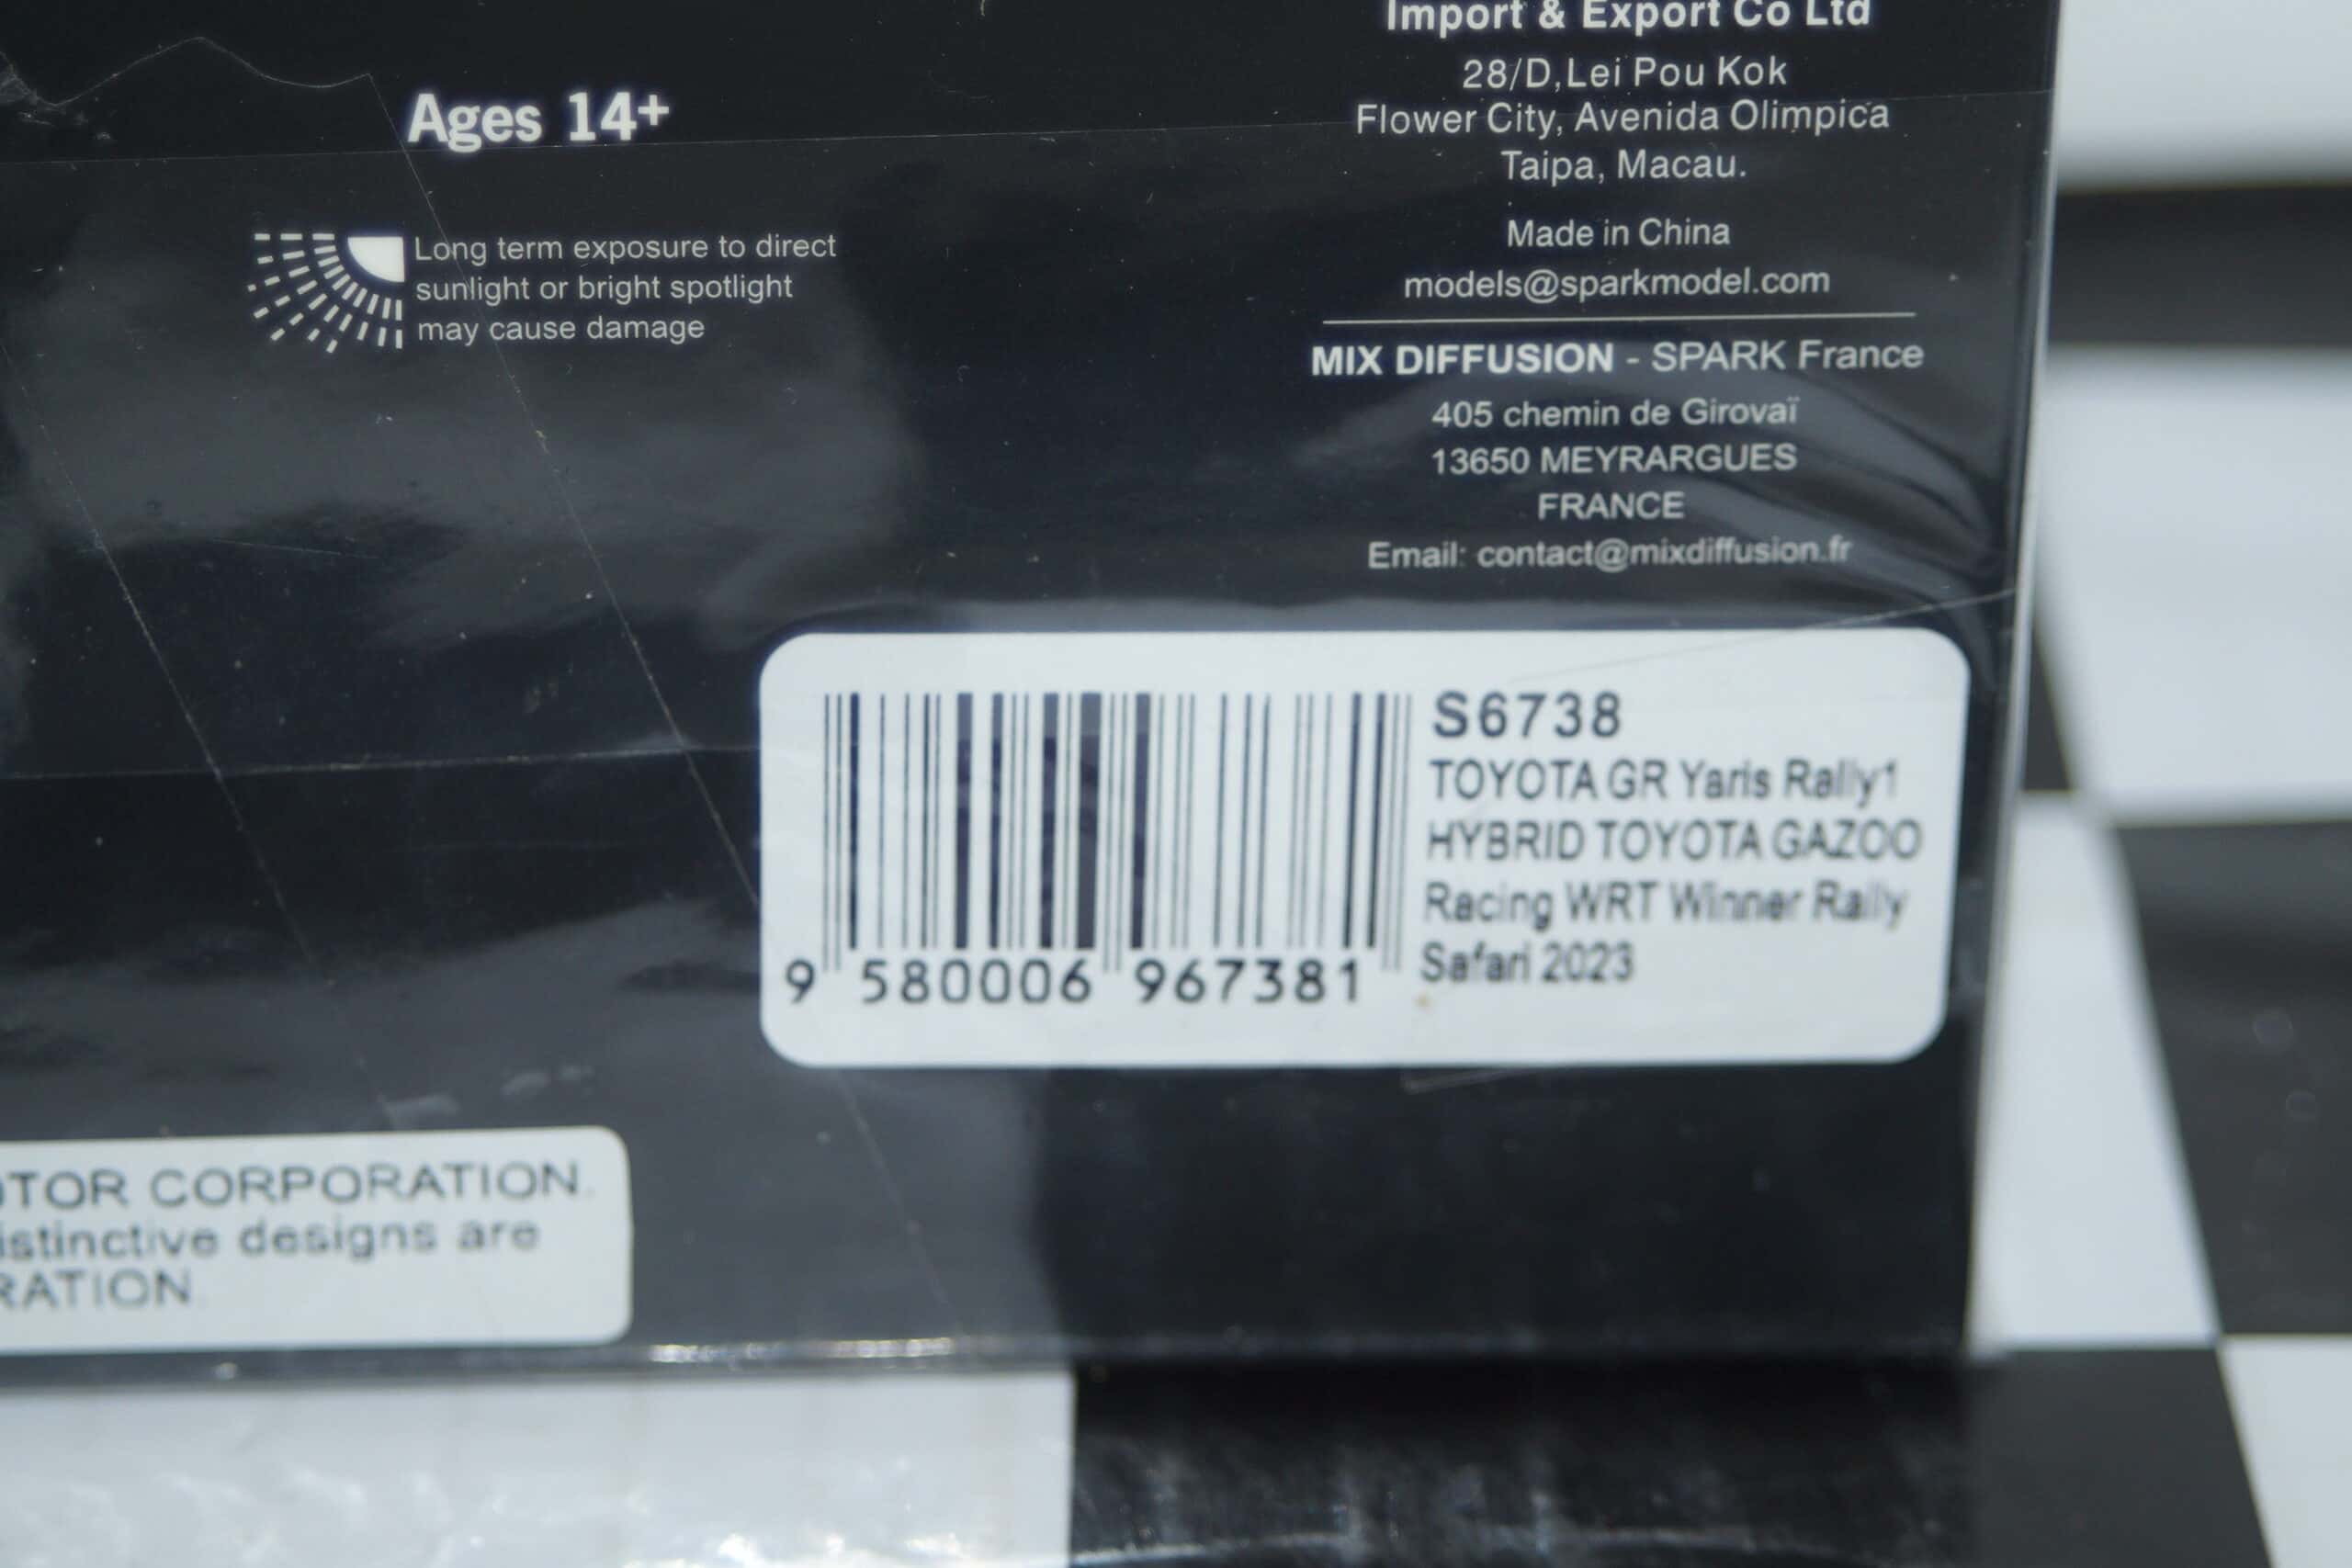 Ages 14+
Long term exposure to direct
sunlight or bright spotlight
may cause damage
Import & Export Co Ltd
28/D,Lei Pou Kok
Flower City, Avenida Olimpica
Taipa, Macau.
Made in China
models@sparkmodel.com
MIX DIFFUSION - SPARK France
405 chemin de Girovaï
13650 MEYRARGUES
FRANCE
Email: contact@mixdiffusion.fr
S6738
TOYOTA GR Yaris Rally1
HYBRID TOYOTA GAZOO
Racing WRT Winner Rally
Safari 2023
9 580006 967381
OTOR CORPORATION.
istinctive designs are
RATION.